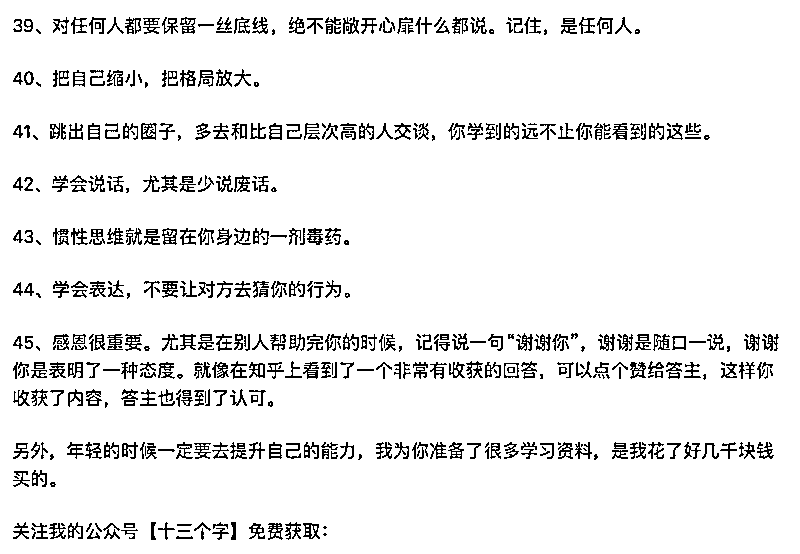 39、对任何人都要保留一丝底线，绝不能敞开心扉什么都说。记住，是任何人。
40、把自己缩小，把格局放大。
41、跳出自己的圈子，多去和比自己层次高的人交谈，你学到的远不止你能看到的这些。
42、学会说话，尤其是少说废话。
43、惯性思维就是留在你身边的一剂毒药。
44、学会表达，不要让对方去猜你的行为。
45、感恩很重要。尤其是在别人帮助完你的时候，记得说一句“谢谢你”，谢谢是随口一说，谢谢
你是表明了一种态度。就像在知乎上看到了一个非常有收获的回答，可以点个赞给答主，这样你
收获了内容，答主也得到了认可。
另外，年轻的时候一定要去提升自己的能力，我为你准备了很多学习资料，是我花了好几千块钱
买的。
关注我的公众号【十三个字】免费获取：